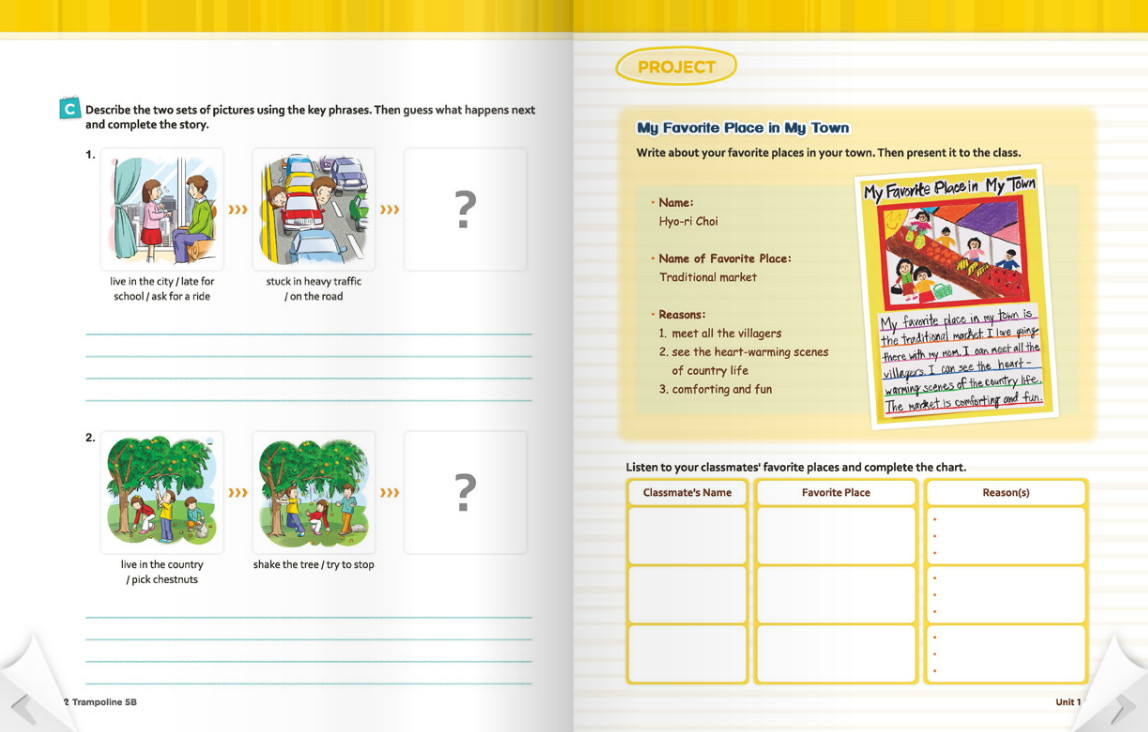 C Describe the two sets of pictures using the key phrases. Then guess what happens next
and complete the story.
1.
?
live in the city / late for
school / ask for a ride
stuck in heavy traffic
/ on the road
2.
?
live in the country
/ pick chestnuts
shake the tree / try to stop
2 Trampoline 5B
PROJECT
My Favorite Place in My Town
Write about your favorite places in your town. Then present it to the class.
• Name:
Hyo-ri Choi
• Name of Favorite Place:
Traditional market
• Reasons:
1. meet all the villagers
2. see the heart-warming scenes
of country life
3. comforting and fun
My Favorite Place in My Town
My favorite place in my town is
the traditional market. I love going
there with my mom. I can meet all the
villagers. I can see the heart-
warming scenes of the country life.
The market is comforting and fun.
Listen to your classmates' favorite places and complete the chart.
Classmate's Name Favorite Place Reason(s)
Unit 1